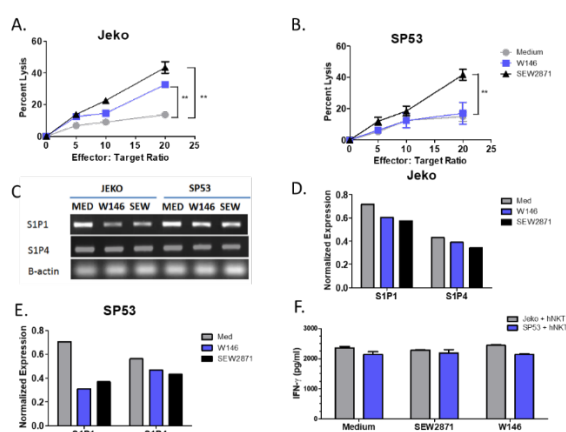 A.
Jeko
Percent Lysis
60
40
20
0
0 5 10 15 20 25
Effector: Target Ratio
**
**
B.
SP53
Percent Lysis
60
40
20
0
0 5 10 15 20 25
Effector: Target Ratio
**
Medium
W146
SEW2871
C
JEKO SP53
MED W146 SEW MED W146 SEW
S1P1
S1P4
B-actin
D.
Jeko
Normalized Expression
0.8
0.6
0.4
0.2
0.0
S1P1 S1P4
Med
W146
SEW2871
E.
SP53
Normalized Expression
0.8
0.6
0.4
0.2
0.0
Med
W146
SEW2871
F.
IFN-γ (pg/ml)
3000
2000
1000
0
Medium SEW2871 W146
Jeko + hNKT
SP53 + hNKT